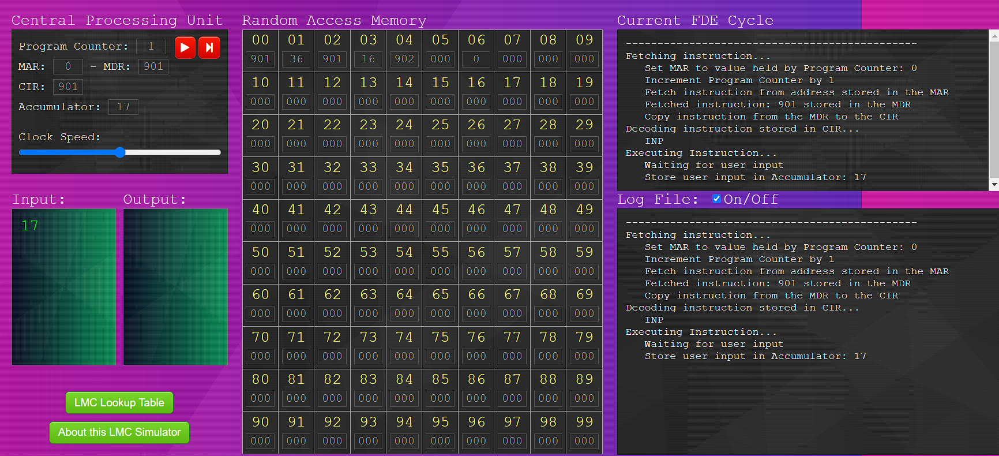 Central Processing Unit
Program Counter: 1
MAR: 0 - MDR: 901
CIR: 901
Accumulator: 17
Clock Speed:
Input:
Output:
17
LMC Lookup Table
About this LMC Simulator
Random Access Memory
00 01 02 03 04 05 06 07 08 09
901 36 901 16 902 000 0 000 000 000
10 11 12 13 14 15 16 17 18 19
000 000 000 000 000 000 000 000 000 000
20 21 22 23 24 25 26 27 28 29
000 000 000 000 000 000 000 000 000 000
30 31 32 33 34 35 36 37 38 39
000 000 000 000 000 000 000 000 000 000
40 41 42 43 44 45 46 47 48 49
000 000 000 000 000 000 000 000 000 000
50 51 52 53 54 55 56 57 58 59
000 000 000 000 000 000 000 000 000 000
60 61 62 63 64 65 66 67 68 69
000 000 000 000 000 000 000 000 000 000
70 71 72 73 74 75 76 77 78 79
000 000 000 000 000 000 000 000 000 000
80 81 82 83 84 85 86 87 88 89
000 000 000 000 000 000 000 000 000 000
90 91 92 93 94 95 96 97 98 99
000 000 000 000 000 000 000 000 000 000
Current FDE Cycle
----------------------------------------------
Fetching instruction...
Set MAR to value held by Program Counter: 0
Increment Program Counter by 1
Fetch instruction from address stored in the MAR
Fetched instruction: 901 stored in the MDR
Copy instruction from the MDR to the CIR
Decoding instruction stored in CIR...
INP
Executing Instruction...
Waiting for user input
Store user input in Accumulator: 17
Log File: On/Off
----------------------------------------------
Fetching instruction...
Set MAR to value held by Program Counter: 0
Increment Program Counter by 1
Fetch instruction from address stored in the MAR
Fetched instruction: 901 stored in the MDR
Copy instruction from the MDR to the CIR
Decoding instruction stored in CIR...
INP
Executing Instruction...
Waiting for user input
Store user input in Accumulator: 17